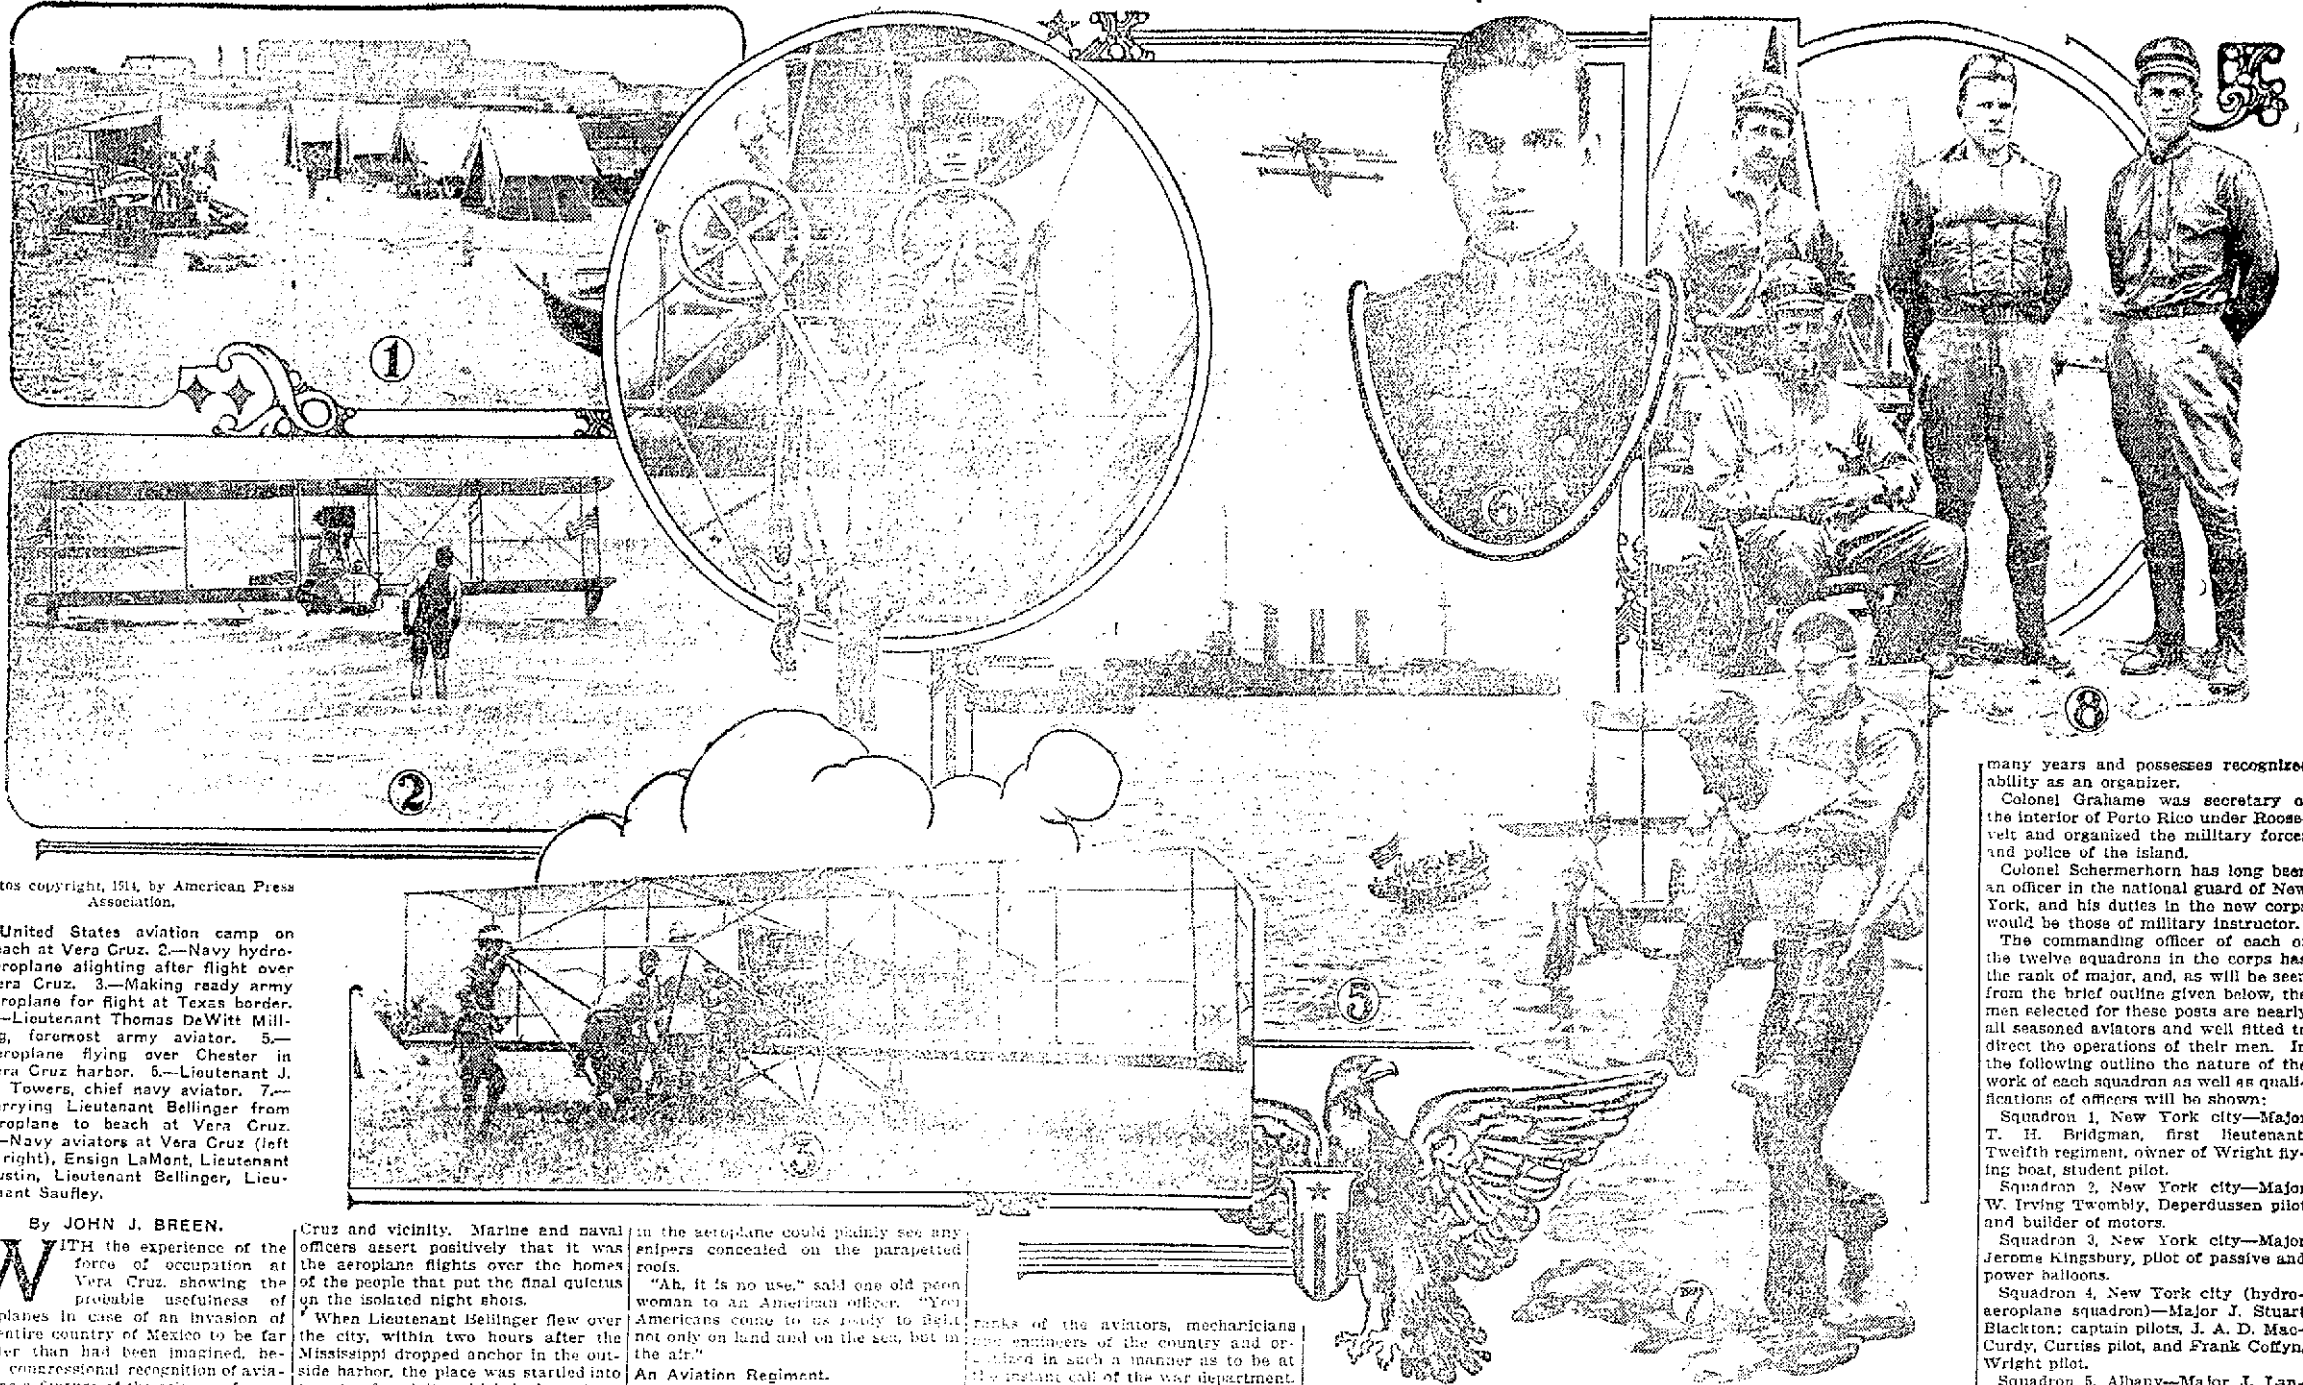 1
2
3
5
6
7
8
tos copyright, 1914, by American Press
Association.
United States aviation camp on
each at Vera Cruz. 2.—Navy hydro-
roplane alighting after flight over
era Cruz. 3.—Making ready army
roplane for flight at Texas border.
—Lieutenant Thomas DeWitt Mill-
g, foremost army aviator. 5.—
eroplane flying over Chester in
ra Cruz harbor. 6.—Lieutenant J.
Towers, chief navy aviator. 7.—
rrying Lieutenant Bellinger from
roplane to beach at Vera Cruz.
—Navy aviators at Vera Cruz (left
right), Ensign LaMont, Lieutenant
ustin, Lieutenant Bellinger, Lieu-
nant Saufley.
By JOHN J. BREEN.
WITH the experience of the
force of occupation at
Vera Cruz. showing the
probable usefulness of
planes in case of an invasion of
entire country of Mexico to be far
er than had been imagined, be-
congressional recognition of avia-
Cruz and vicinity. Marine and naval
officers assert positively that it was
the aeroplane flights over the homes
of the people that put the final quietus
on the isolated night shots.
When Lieutenant Bellinger flew over
the city, within two hours after the
Mississippi dropped anchor in the out-
side harbor, the place was startled into
in the aeroplane could plainly see any
snipers concealed on the parapetted
roofs.
"Ah, it is no use," said one old peon
woman to an American officer. "You
Americans come to us ready to fight
not only on land and on the sea, but in
the air."
An Aviation Regiment.
ranks of the aviators, mechanicians
and engineers of the country and or-
ganized in such a manner as to be at
the instant call of the war department.
many years and possesses recognized
ability as an organizer.
Colonel Grahame was secretary o
the interior of Porto Rico under Roose-
velt and organized the military forces
and police of the island.
Colonel Schermerhorn has long been
an officer in the national guard of New
York, and his duties in the new corps
would be those of military instructor.
The commanding officer of each of
the twelve squadrons in the corps has
the rank of major, and, as will be seen
from the brief outline given below, the
men selected for these posts are nearly
all seasoned aviators and well fitted to
direct the operations of their men. In
the following outline the nature of the
work of each squadron as well as quali-
fications of officers will be shown:
Squadron 1, New York city—Major
T. H. Bridgman, first lieutenant
Twelfth regiment, owner of Wright fly-
ing boat, student pilot.
Squadron 2, New York city—Major
W. Irving Twombly, Deperdussen pilot
and builder of motors.
Squadron 3, New York city—Major
Jerome Kingsbury, pilot of passive and
power balloons.
Squadron 4, New York city (hydro-
aeroplane squadron)—Major J. Stuart
Blackton; captain pilots, J. A. D. Mac-
Curdy, Curtiss pilot, and Frank Coffyn,
Wright pilot.
Squadron 5, Albany—Major J. Lan-